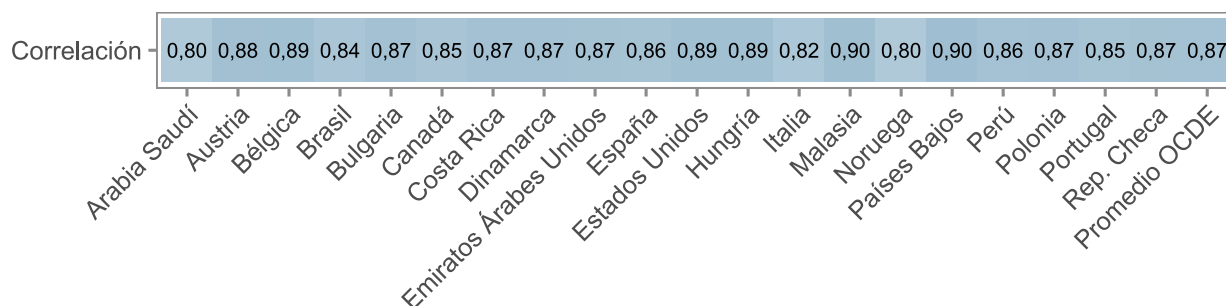 Correlación 0,80 0,88 0,89 0,84 0,87 0,85 0,87 0,87 0,87 0,86 0,89 0,89 0,82 0,90 0,80 0,90 0,86 0,87 0,85 0,87 0,87
Arabia Saudí
Austria
Bélgica
Brasil
Bulgaria
Canadá
Costa Rica
Dinamarca
Emiratos Árabes Unidos
España
Estados Unidos
Hungría
Italia
Malasia
Noruega
Países Bajos
Perú
Polonia
Portugal
Rep. Checa
Promedio OCDE